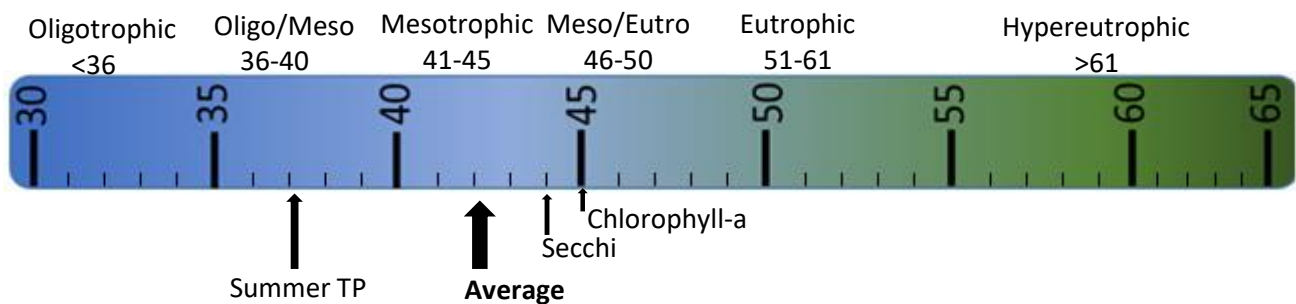 Oligotrophic Oligo/Meso Mesotrophic Meso/Eutro Eutrophic Hypereutrophic
<36 36-40 41-45 46-50 51-61 >61
30 35 40 45 50 55 60 65
Chlorophyll-a
Secchi
Summer TP Average